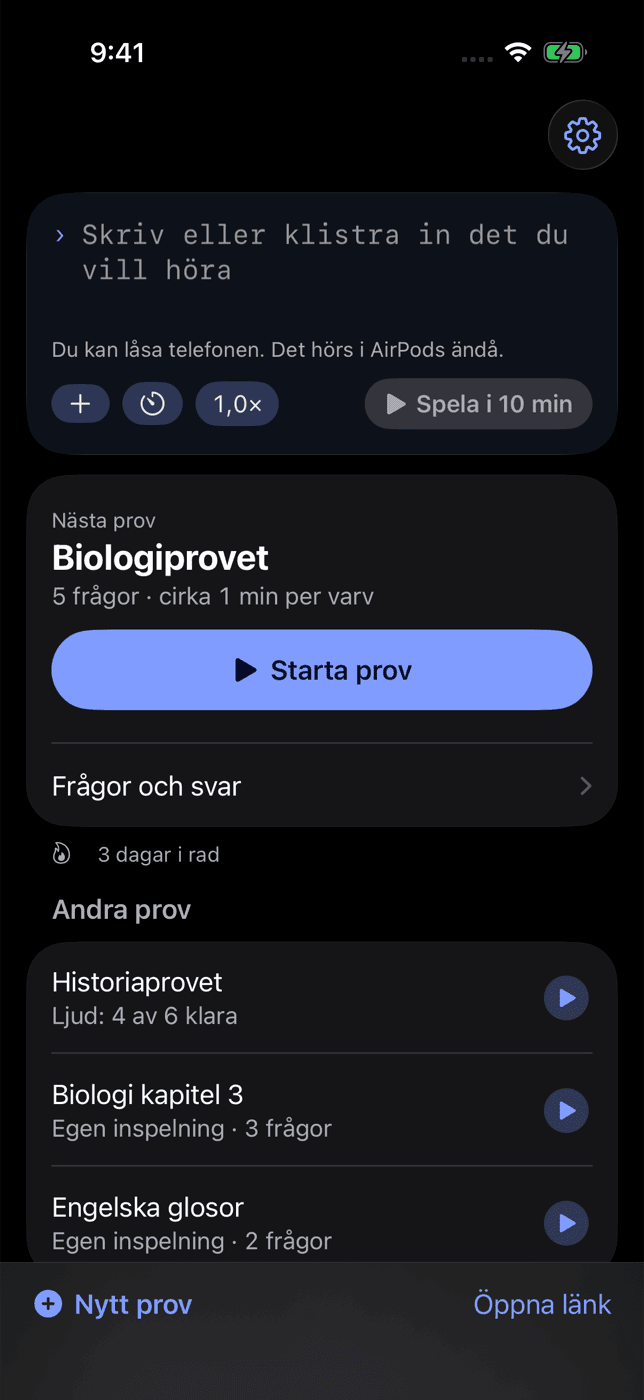 9:41
Skriv eller klistra in det du
vill höra
Du kan låsa telefonen. Det hörs i AirPods ändå.
1,0×
Spela i 10 min
Nästa prov
Biologiprovet
5 frågor · cirka 1 min per varv
Starta prov
Frågor och svar
3 dagar i rad
Andra prov
Historiaprovet
Ljud: 4 av 6 klara
Biologi kapitel 3
Egen inspelning · 3 frågor
Engelska glosor
Egen inspelning · 2 frågor
Nytt prov
Öppna länk